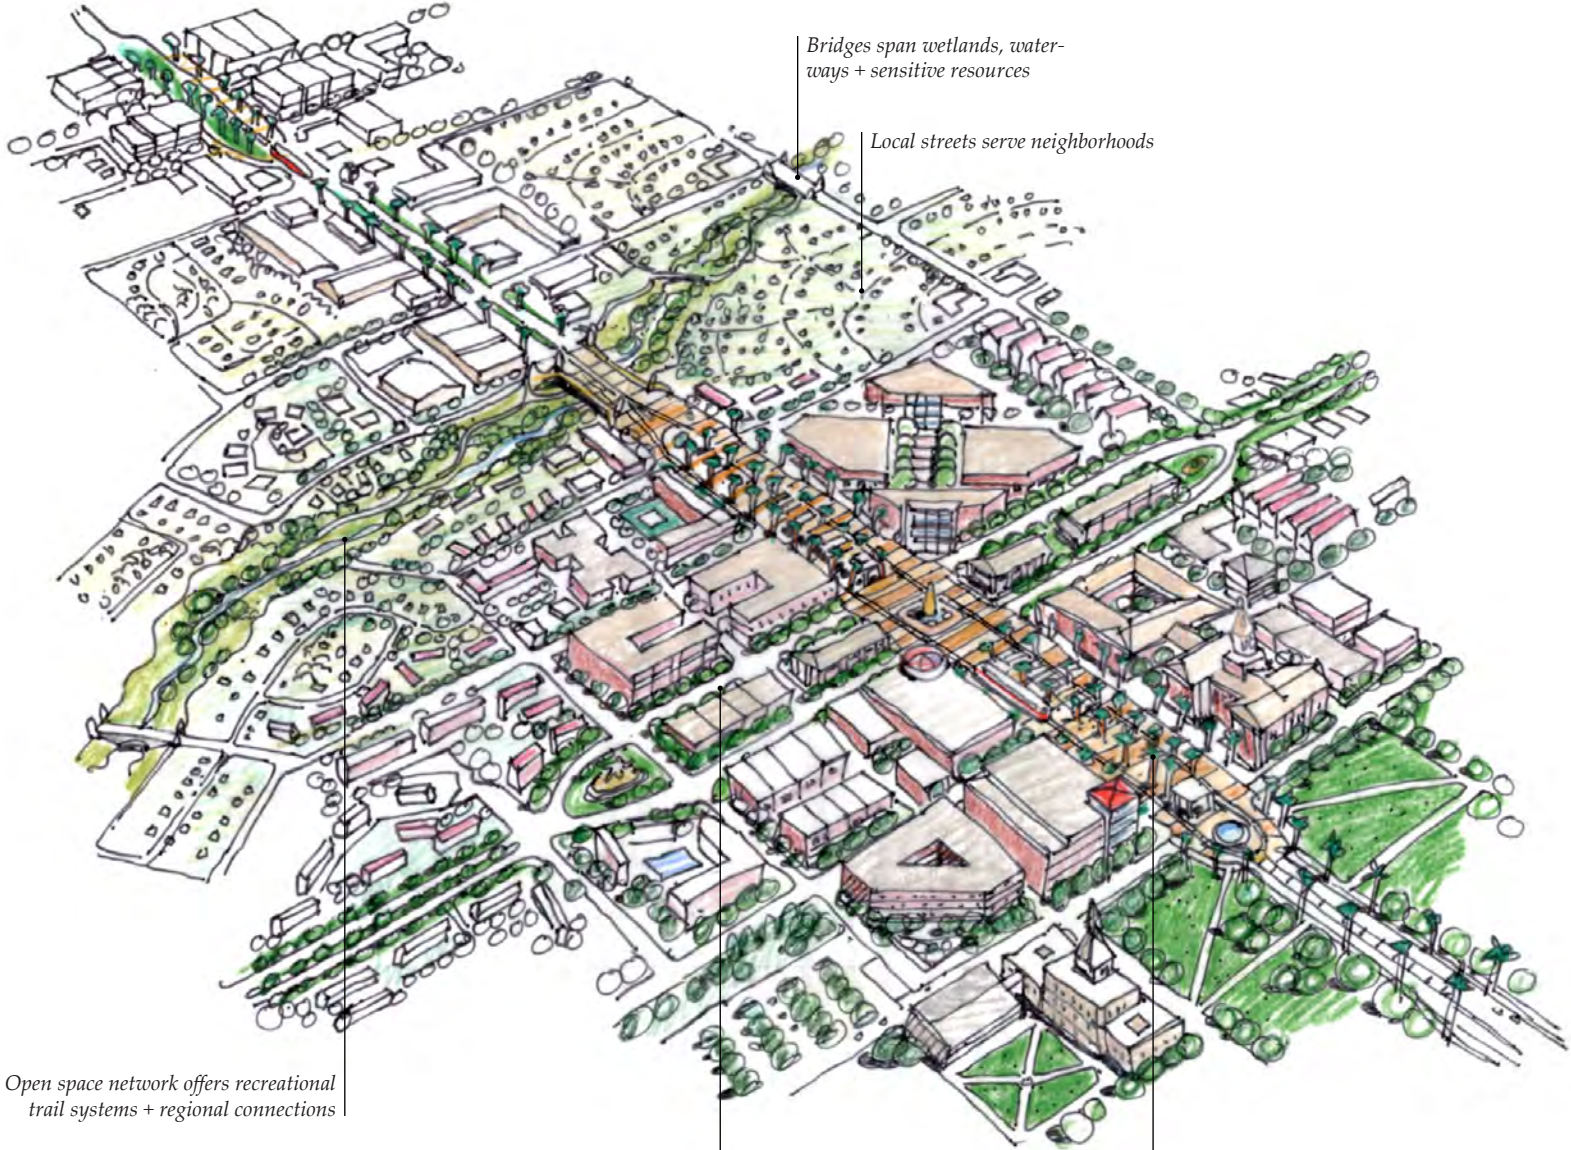 Bridges span wetlands, water-
ways + sensitive resources
Local streets serve neighborhoods
Open space network offers recreational
trail systems + regional connections